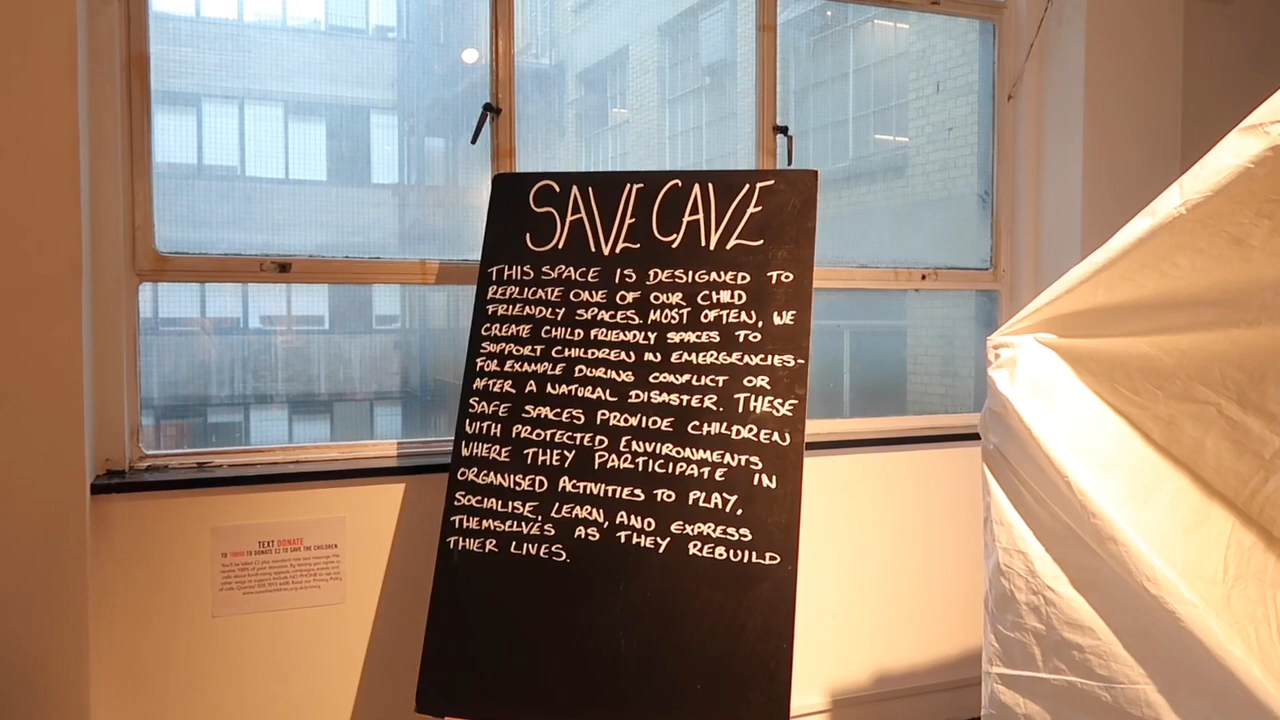 SAVE CAVE
THIS SPACE IS DESIGNED TO
REPLICATE ONE OF OUR CHILD
FRIENDLY SPACES. MOST OFTEN, WE
CREATE CHILD FRIENDLY SPACES TO
SUPPORT CHILDREN IN EMERGENCIES-
FOR EXAMPLE DURING CONFLICT OR
AFTER A NATURAL DISASTER. THESE
SAFE SPACES PROVIDE CHILDREN
WITH PROTECTED ENVIRONMENTS
WHERE THEY PARTICIPATE IN
ORGANISED ACTIVITIES TO PLAY,
SOCIALISE, LEARN, AND EXPRESS
THEMSELVES AS THEY REBUILD
THIER LIVES.
TEXT DONATE
TO DONATE £2 TO SAVE THE CHILDREN.